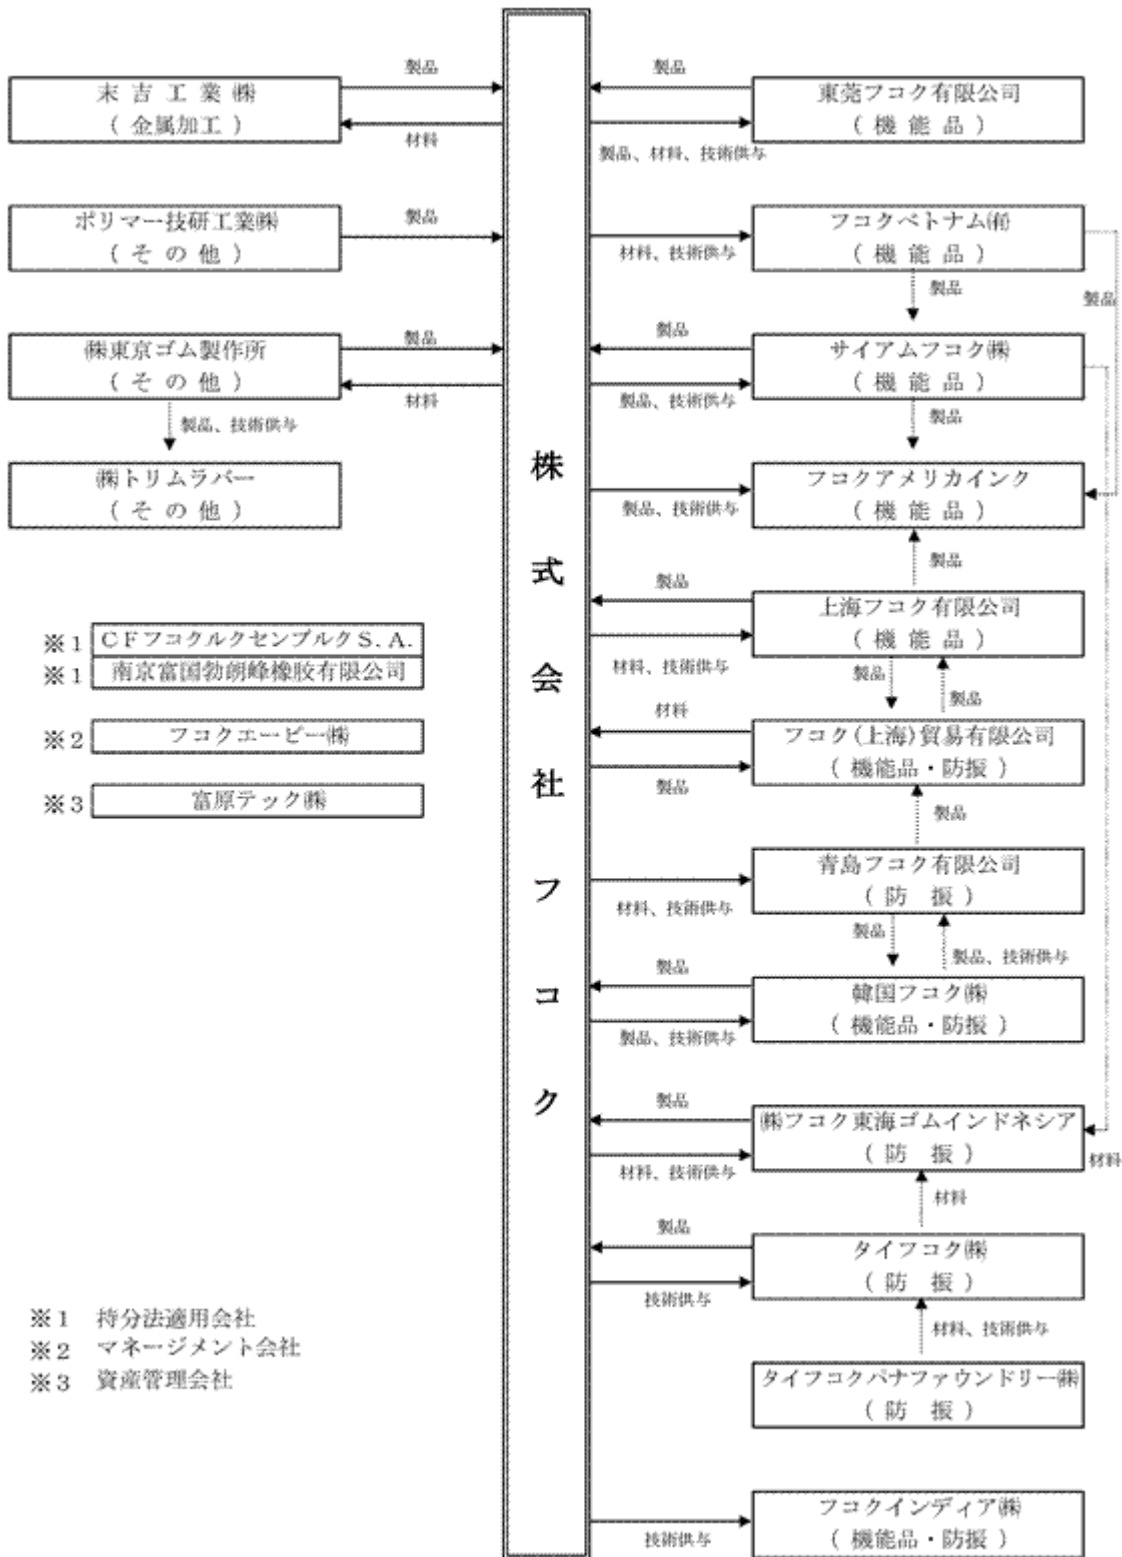 製品
末吉工業㈱
(金属加工)
材料
ポリマー技研工業㈱
(その他)
製品
㈱東京ゴム製作所
(その他)
製品
材料
製品、技術供与
㈱トリムラバー
(その他)
※1 CFフコクルクセンブルクS.A.
※1 南京富国勃朗峰橡胶有限公司
※2 フコクエーピー㈱
※3 富原テック㈱
※1 持分法適用会社
※2 マネージメント会社
※3 資産管理会社
株式会社フコク
製品
東莞フコク有限公司
(機能品)
製品、材料、技術供与
フコクベトナム㈲
(機能品)
材料、技術供与
製品
製品
製品
サイアムフコク㈱
(機能品)
製品、技術供与
製品
フコクアメリカインク
(機能品)
製品、技術供与
製品
製品
上海フコク有限公司
(機能品)
材料、技術供与
製品
製品
材料
フコク(上海)貿易有限公司
(機能品・防振)
製品
製品
青島フコク有限公司
(防振)
材料、技術供与
製品
製品、技術供与
製品
韓国フコク㈱
(機能品・防振)
製品、技術供与
製品
㈱フコク東海ゴムインドネシア
(防振)
材料、技術供与
材料
材料
製品
タイフコク㈱
(防振)
技術供与
材料、技術供与
タイフコクパナファウンドリー㈱
(防振)
フコクインディア㈱
(機能品・防振)
技術供与